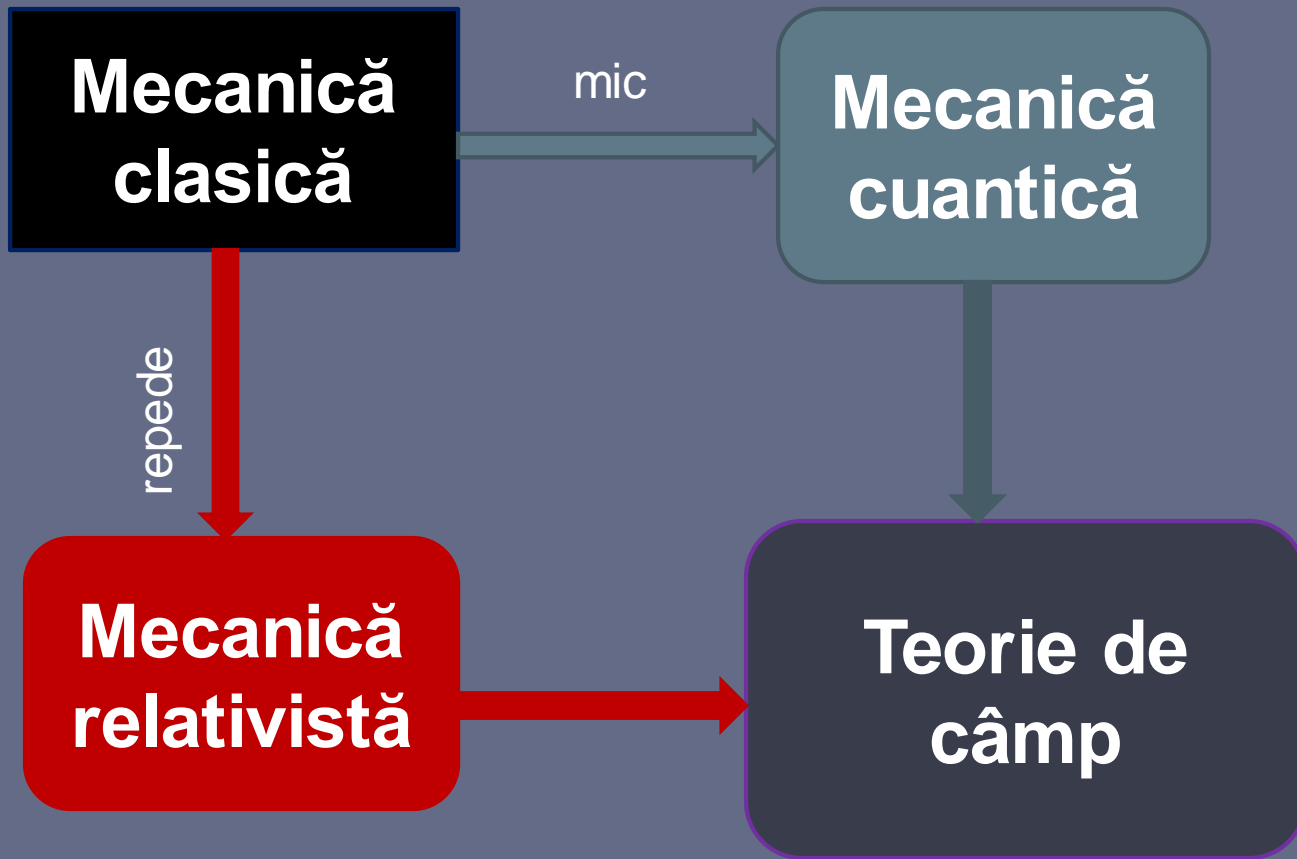 Mecanică
clasică
mic
Mecanică
cuantică
repede
Mecanică
relativistă
Teorie de
câmp